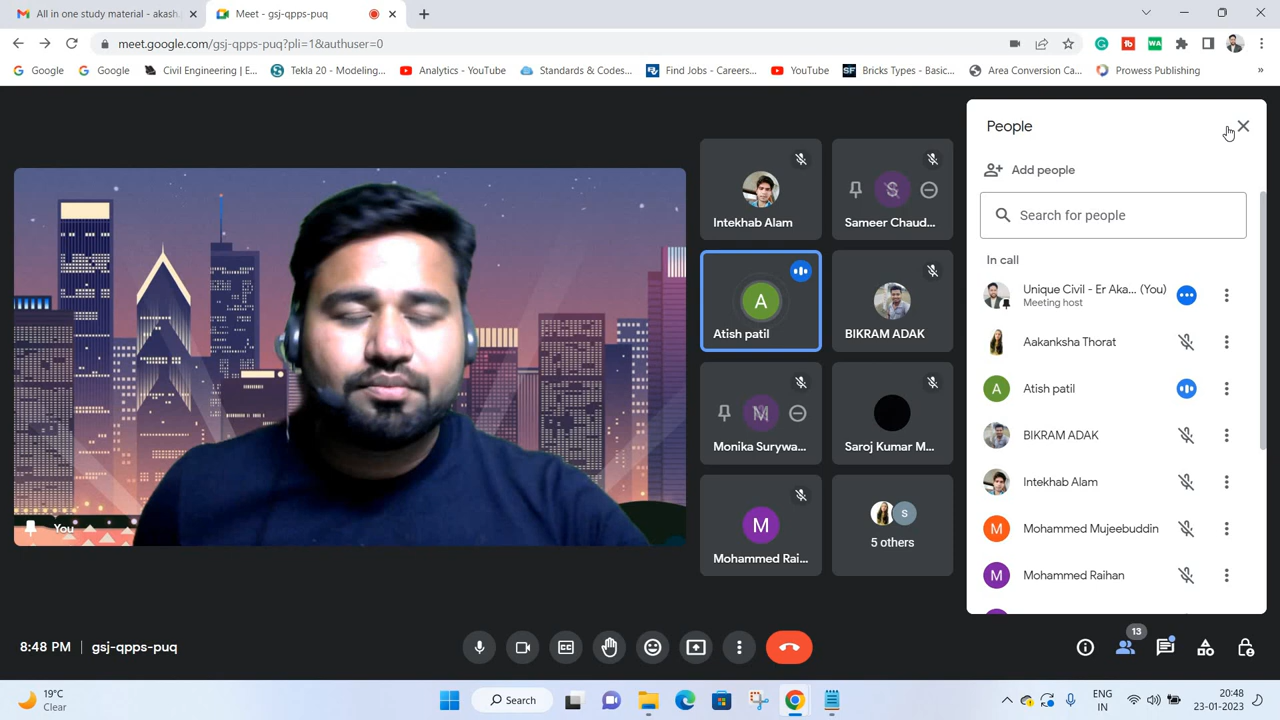 All in one study material - akash.
Meet - gsj-qpps-puq
meet.google.com/gsj-qpps-puq?pli=1&authuser=0
Google
Google
Civil Engineering | E...
Tekla 20 - Modeling...
Analytics - YouTube
Standards & Codes...
Find Jobs - Careers...
YouTube
Bricks Types - Basic...
Area Conversion Ca...
Prowess Publishing
»
You
Intekhab Alam
S
Sameer Chaud...
A
Atish patil
BIKRAM ADAK
M
Monika Surywa...
Saroj Kumar M...
M
Mohammed Rai...
S
5 others
People
Add people
Search for people
In call
Unique Civil - Er Aka... (You)
Meeting host
Aakanksha Thorat
A
Atish patil
BIKRAM ADAK
Intekhab Alam
M
Mohammed Mujeebuddin
M
Mohammed Raihan
8:48 PM | gsj-qpps-puq
CC
13
19°C
Clear
Search
ENG
IN
20:48
23-01-2023